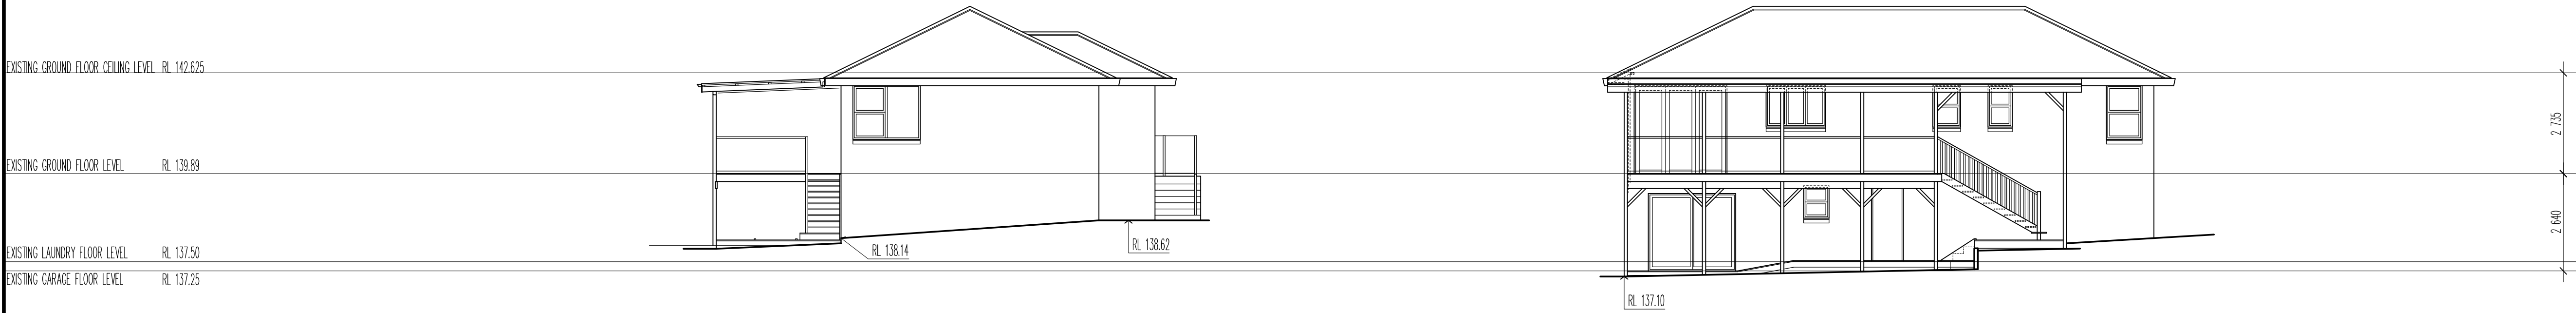 EXISTING GROUND FLOOR CEILING LEVEL RL 142.625
2 735
EXISTING GROUND FLOOR LEVEL RL 139.89
2 640
EXISTING LAUNDRY FLOOR LEVEL RL 137.50
RL 138.14
RL 138.62
EXISTING GARAGE FLOOR LEVEL RL 137.25
RL 137.10